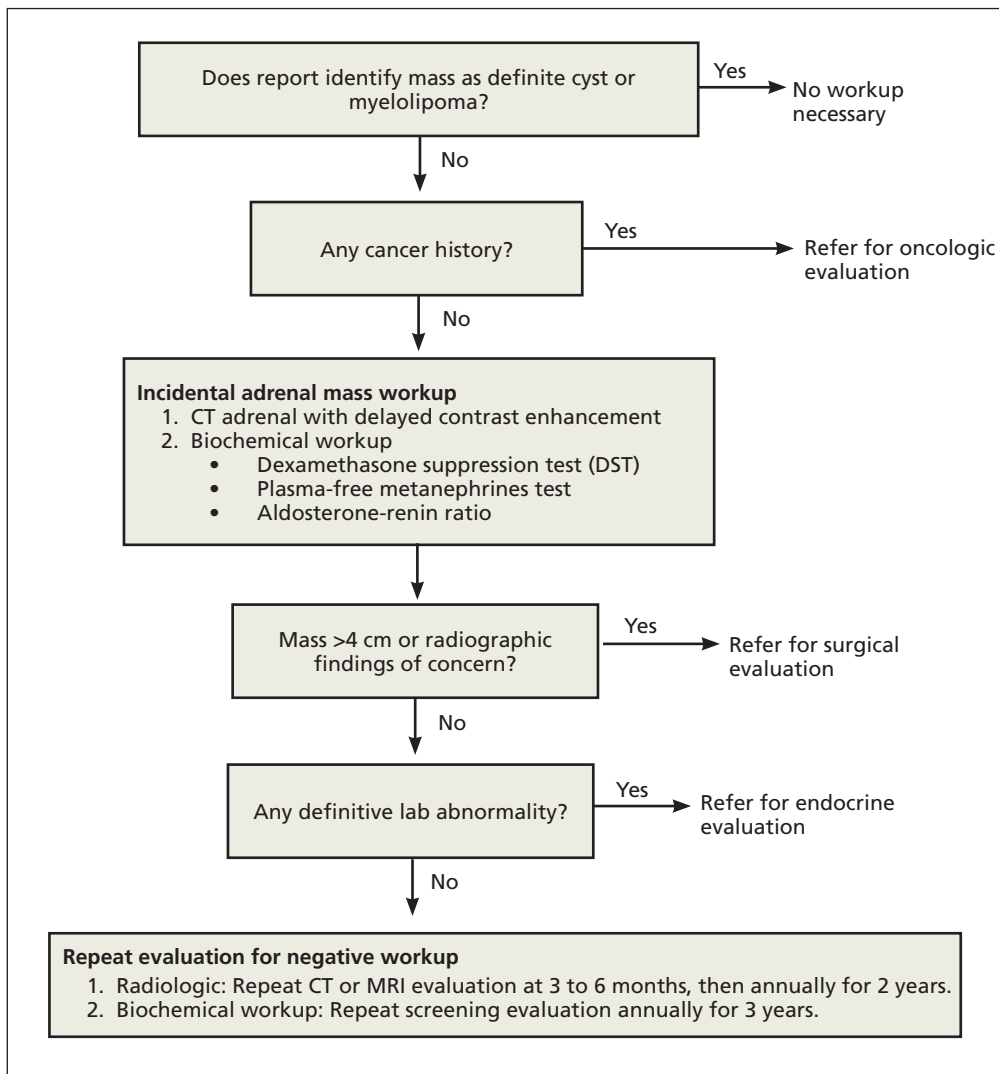 Does report identify mass as definite cyst or
myelolipoma?
Yes
No workup
necessary
No
Any cancer history?
Yes
Refer for oncologic
evaluation
No
Incidental adrenal mass workup
1. CT adrenal with delayed contrast enhancement
2. Biochemical workup
• Dexamethasone suppression test (DST)
• Plasma-free metanephrines test
• Aldosterone-renin ratio
Mass >4 cm or radiographic
findings of concern?
Yes
Refer for surgical
evaluation
No
Any definitive lab abnormality?
Yes
Refer for endocrine
evaluation
No
Repeat evaluation for negative workup
1. Radiologic: Repeat CT or MRI evaluation at 3 to 6 months, then annually for 2 years.
2. Biochemical workup: Repeat screening evaluation annually for 3 years.